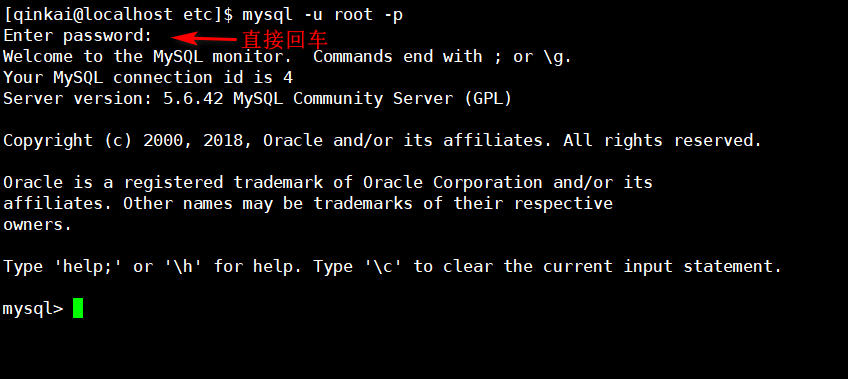 [qinkai@localhost etc]$ mysql -u root -p
Enter password: 直接回车
Welcome to the MySQL monitor.  Commands end with ; or \g.
Your MySQL connection id is 4
Server version: 5.6.42 MySQL Community Server (GPL)
Copyright (c) 2000, 2018, Oracle and/or its affiliates. All rights reserved.
Oracle is a registered trademark of Oracle Corporation and/or its
affiliates. Other names may be trademarks of their respective
owners.
Type 'help;' or '\h' for help. Type '\c' to clear the current input statement.
mysql>